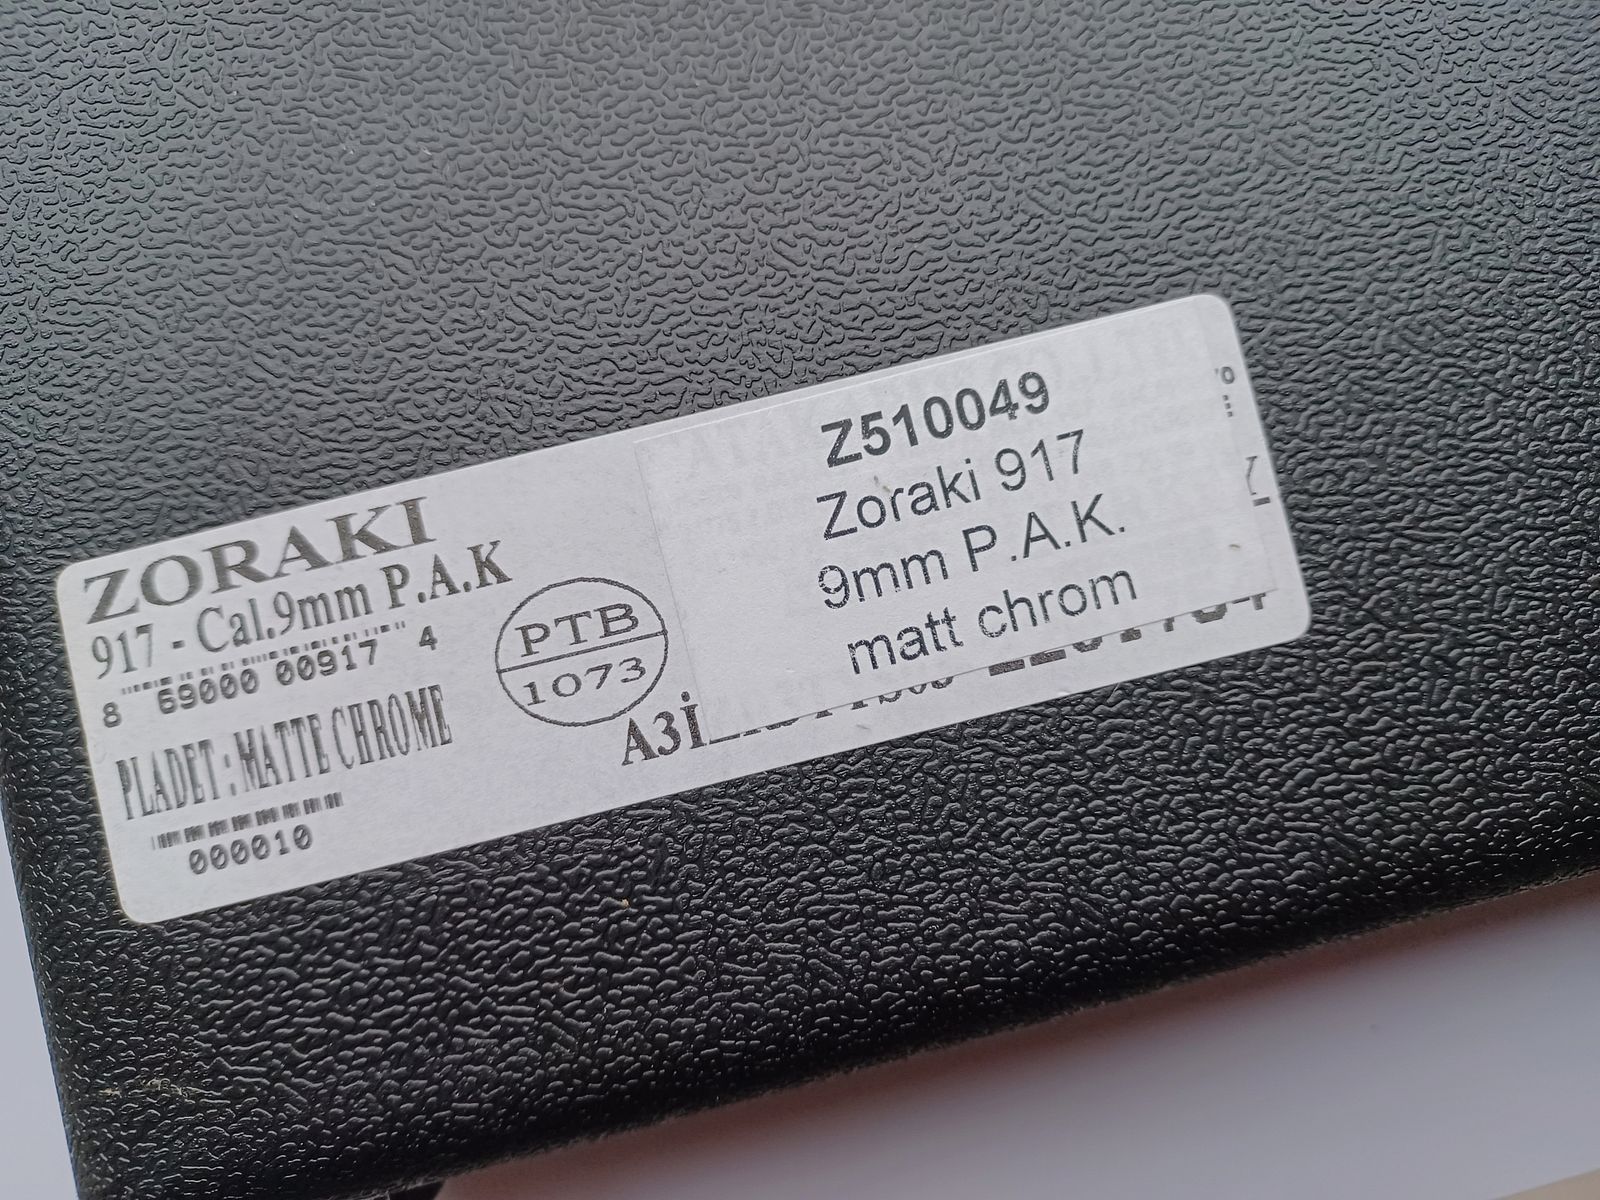 ZORAKI
917 - Cal.9mm P.A.K
8 69000 00917 4
PLADET : MATTE CHROME
000010
PTB
1073
A3İ
Z510049
Zoraki 917
9mm P.A.K.
matt chrom